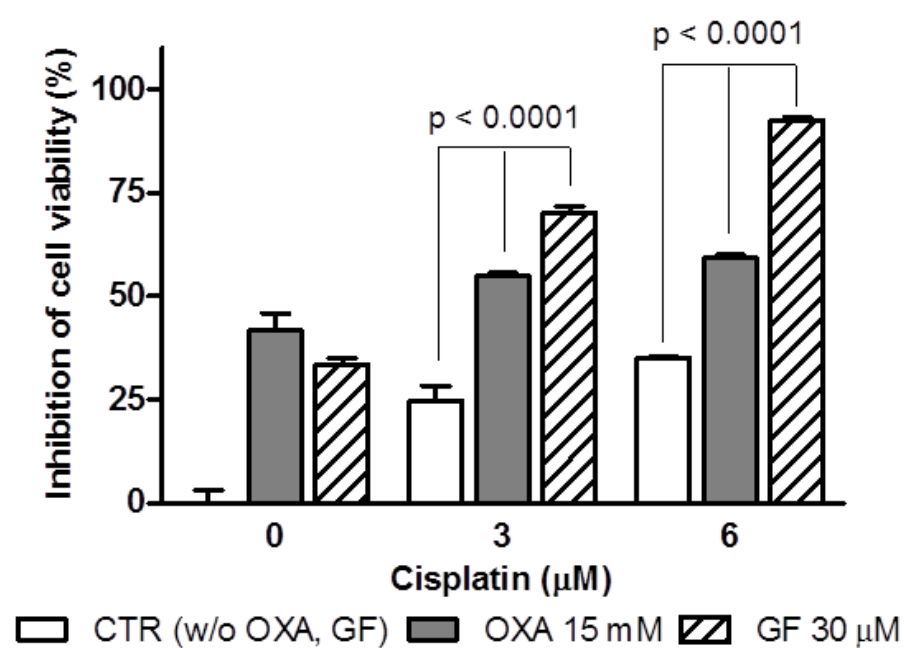 p < 0.0001
p < 0.0001
Inhibition of cell viability (%)
100
75
50
25
0
0 3 6
Cisplatin (μM)
CTR (w/o OXA, GF) OXA 15 mM GF 30 μM